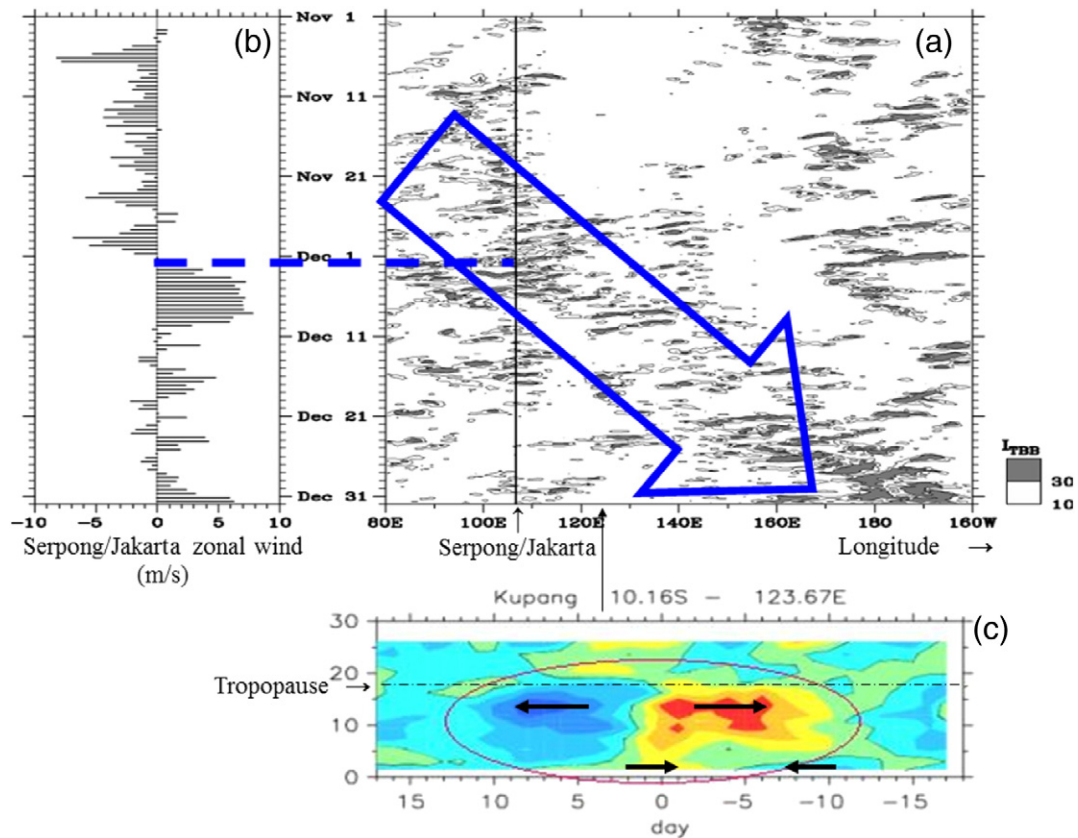 (b)
(a)
Nov 1
Nov 11
Nov 21
Dec 1
Dec 11
Dec 21
Dec 31
-10 -5 0 5 10
80E 100E 120E 140E 160E 180 160W
I_TBB
30
10
Serpong/Jakarta zonal wind
(m/s)
Serpong/Jakarta
Longitude →
Kupang 10.16S – 123.67E
(c)
30
20
10
0
Tropopause
15 10 5 0 -5 -10 -15
day